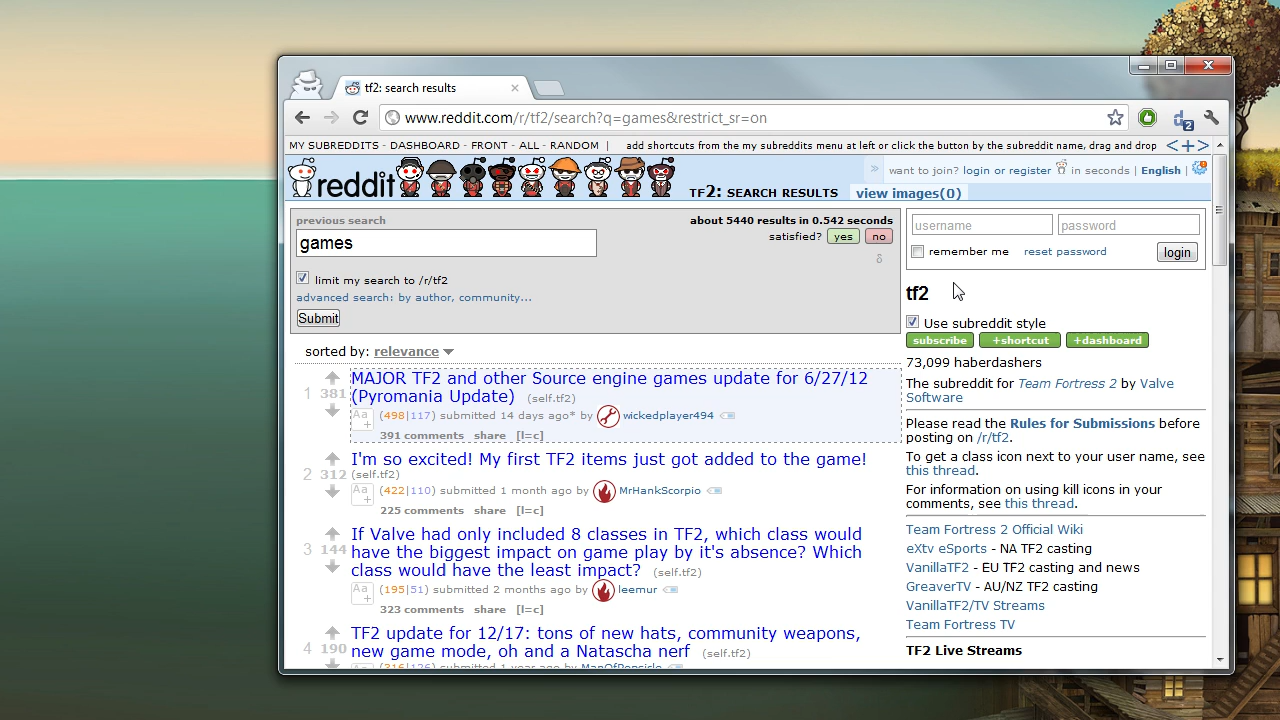 tf2: search results
www.reddit.com/r/tf2/search?q=games&restrict_sr=on
MY SUBREDDITS - DASHBOARD - FRONT - ALL - RANDOM | add shortcuts from the my subreddits menu at left or click the button by the subreddit name, drag and drop <+>
reddit TF2: SEARCH RESULTS view images(0)
» want to join? login or register in seconds | English |
previous search about 5440 results in 0.542 seconds
games
satisfied? yes no
δ
limit my search to /r/tf2
advanced search: by author, community...
Submit
sorted by: relevance
1 381 MAJOR TF2 and other Source engine games update for 6/27/12
(Pyromania Update) (self.tf2)
Aa + (498|117) submitted 14 days ago* by wickedplayer494
391 comments share [l=c]
2 312 I'm so excited! My first TF2 items just got added to the game!
(self.tf2)
Aa + (422|110) submitted 1 month ago by MrHankScorpio
225 comments share [l=c]
3 144 If Valve had only included 8 classes in TF2, which class would
have the biggest impact on game play by it's absence? Which
class would have the least impact? (self.tf2)
Aa + (195|51) submitted 2 months ago by leemur
323 comments share [l=c]
4 190 TF2 update for 12/17: tons of new hats, community weapons,
new game mode, oh and a Natascha nerf (self.tf2)
(316|126) submitted 1 year ago by ManOfPopsicle
username password
remember me reset password login
tf2
Use subreddit style
subscribe +shortcut +dashboard
73,099 haberdashers
The subreddit for Team Fortress 2 by Valve
Software
Please read the Rules for Submissions before
posting on /r/tf2.
To get a class icon next to your user name, see
this thread.
For information on using kill icons in your
comments, see this thread.
Team Fortress 2 Official Wiki
eXtv eSports - NA TF2 casting
VanillaTF2 - EU TF2 casting and news
GreaverTV - AU/NZ TF2 casting
VanillaTF2/TV Streams
Team Fortress TV
TF2 Live Streams